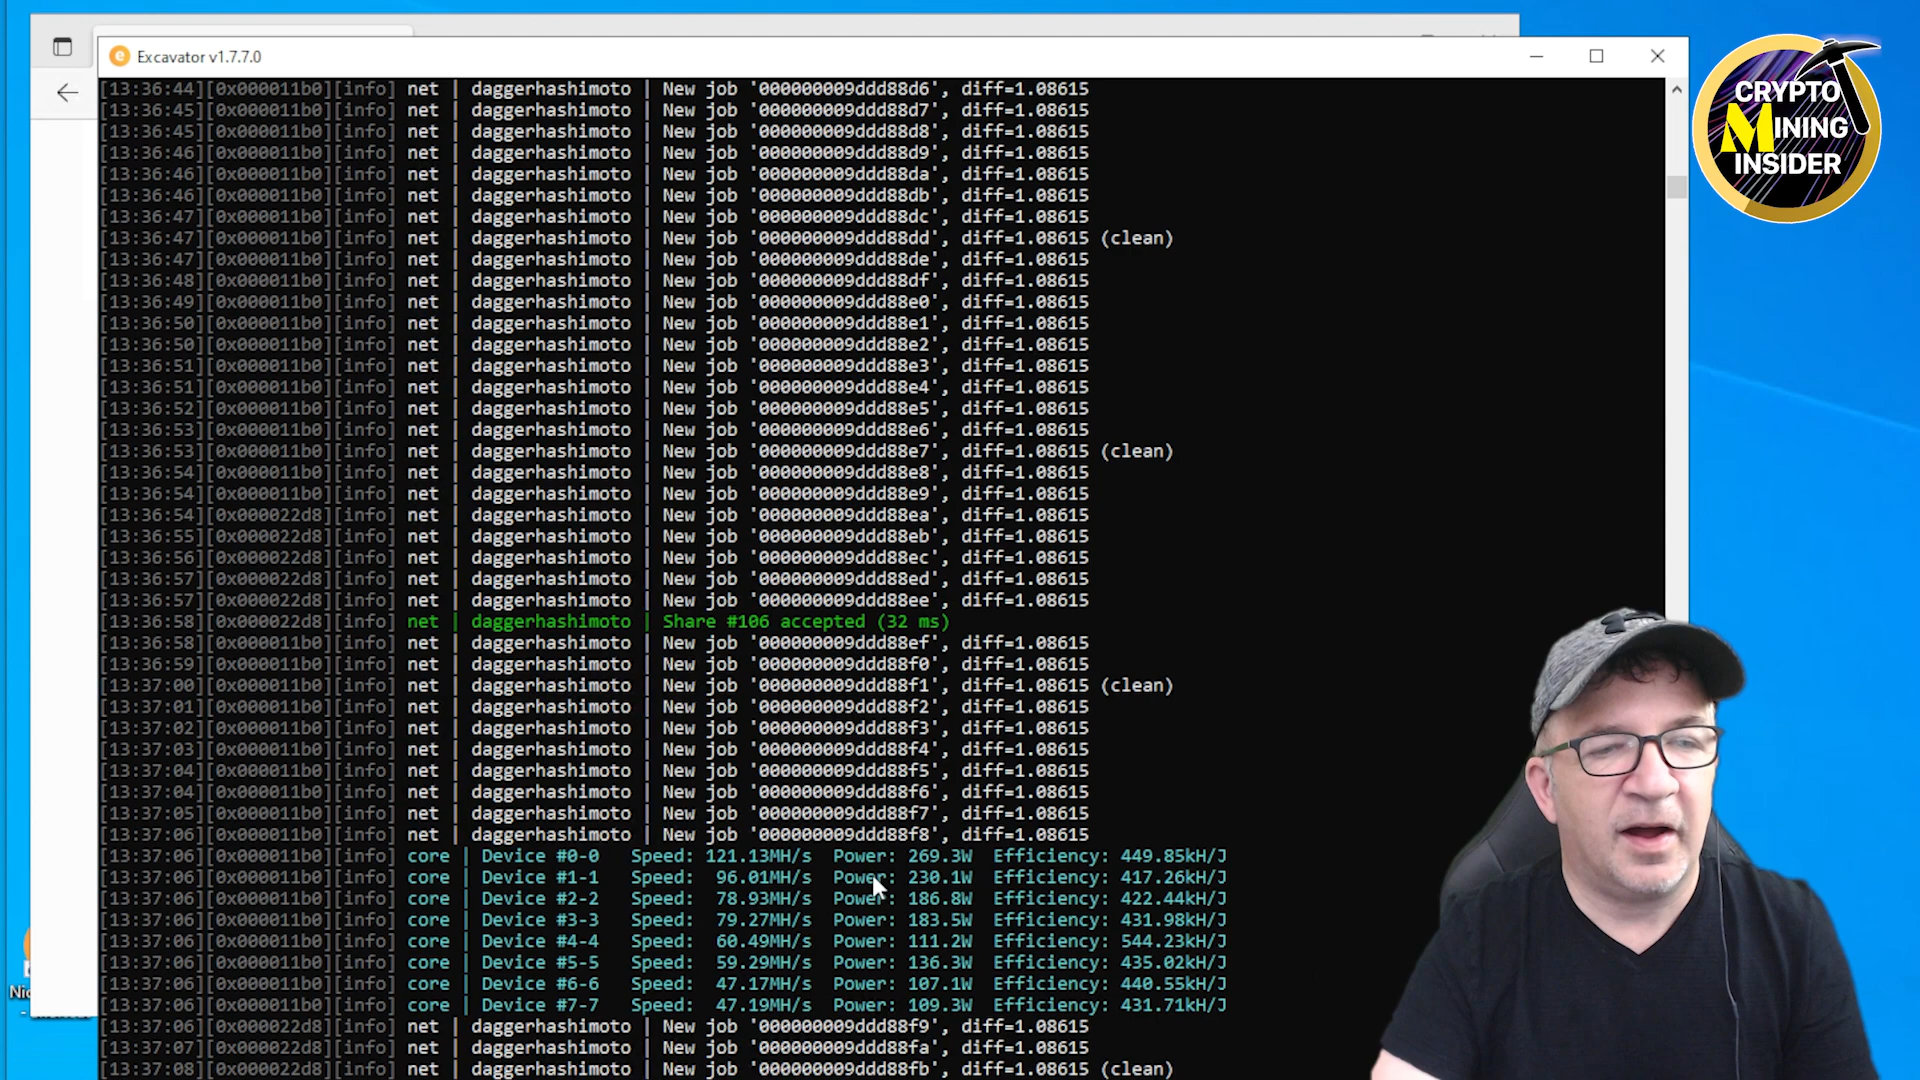 Excavator v1.7.7.0
CRYPTO
MINING
INSIDER
[13:36:44][0x000011b0][info] net | daggerhashimoto | New job '000000009ddd88d6', diff=1.08615
[13:36:45][0x000011b0][info] net | daggerhashimoto | New job '000000009ddd88d7', diff=1.08615
[13:36:45][0x000011b0][info] net | daggerhashimoto | New job '000000009ddd88d8', diff=1.08615
[13:36:46][0x000011b0][info] net | daggerhashimoto | New job '000000009ddd88d9', diff=1.08615
[13:36:46][0x000011b0][info] net | daggerhashimoto | New job '000000009ddd88da', diff=1.08615
[13:36:46][0x000011b0][info] net | daggerhashimoto | New job '000000009ddd88db', diff=1.08615
[13:36:47][0x000011b0][info] net | daggerhashimoto | New job '000000009ddd88dc', diff=1.08615
[13:36:47][0x000011b0][info] net | daggerhashimoto | New job '000000009ddd88dd', diff=1.08615 (clean)
[13:36:47][0x000011b0][info] net | daggerhashimoto | New job '000000009ddd88de', diff=1.08615
[13:36:48][0x000011b0][info] net | daggerhashimoto | New job '000000009ddd88df', diff=1.08615
[13:36:49][0x000011b0][info] net | daggerhashimoto | New job '000000009ddd88e0', diff=1.08615
[13:36:50][0x000011b0][info] net | daggerhashimoto | New job '000000009ddd88e1', diff=1.08615
[13:36:50][0x000011b0][info] net | daggerhashimoto | New job '000000009ddd88e2', diff=1.08615
[13:36:51][0x000011b0][info] net | daggerhashimoto | New job '000000009ddd88e3', diff=1.08615
[13:36:51][0x000011b0][info] net | daggerhashimoto | New job '000000009ddd88e4', diff=1.08615
[13:36:52][0x000011b0][info] net | daggerhashimoto | New job '000000009ddd88e5', diff=1.08615
[13:36:53][0x000011b0][info] net | daggerhashimoto | New job '000000009ddd88e6', diff=1.08615
[13:36:53][0x000011b0][info] net | daggerhashimoto | New job '000000009ddd88e7', diff=1.08615 (clean)
[13:36:54][0x000011b0][info] net | daggerhashimoto | New job '000000009ddd88e8', diff=1.08615
[13:36:54][0x000011b0][info] net | daggerhashimoto | New job '000000009ddd88e9', diff=1.08615
[13:36:54][0x000022d8][info] net | daggerhashimoto | New job '000000009ddd88ea', diff=1.08615
[13:36:55][0x000022d8][info] net | daggerhashimoto | New job '000000009ddd88eb', diff=1.08615
[13:36:56][0x000022d8][info] net | daggerhashimoto | New job '000000009ddd88ec', diff=1.08615
[13:36:57][0x000022d8][info] net | daggerhashimoto | New job '000000009ddd88ed', diff=1.08615
[13:36:57][0x000022d8][info] net | daggerhashimoto | New job '000000009ddd88ee', diff=1.08615
[13:36:58][0x000022d8][info] net | daggerhashimoto | Share #106 accepted (32 ms)
[13:36:58][0x000011b0][info] net | daggerhashimoto | New job '000000009ddd88ef', diff=1.08615
[13:36:59][0x000011b0][info] net | daggerhashimoto | New job '000000009ddd88f0', diff=1.08615
[13:37:00][0x000011b0][info] net | daggerhashimoto | New job '000000009ddd88f1', diff=1.08615 (clean)
[13:37:01][0x000011b0][info] net | daggerhashimoto | New job '000000009ddd88f2', diff=1.08615
[13:37:02][0x000011b0][info] net | daggerhashimoto | New job '000000009ddd88f3', diff=1.08615
[13:37:03][0x000011b0][info] net | daggerhashimoto | New job '000000009ddd88f4', diff=1.08615
[13:37:04][0x000011b0][info] net | daggerhashimoto | New job '000000009ddd88f5', diff=1.08615
[13:37:04][0x000011b0][info] net | daggerhashimoto | New job '000000009ddd88f6', diff=1.08615
[13:37:05][0x000011b0][info] net | daggerhashimoto | New job '000000009ddd88f7', diff=1.08615
[13:37:06][0x000011b0][info] net | daggerhashimoto | New job '000000009ddd88f8', diff=1.08615
[13:37:06][0x000011b0][info] core | Device #0-0 Speed: 121.13MH/s Power: 269.3W Efficiency: 449.85kH/J
[13:37:06][0x000011b0][info] core | Device #1-1 Speed: 96.01MH/s Power: 230.1W Efficiency: 417.26kH/J
[13:37:06][0x000011b0][info] core | Device #2-2 Speed: 78.93MH/s Power: 186.8W Efficiency: 422.44kH/J
[13:37:06][0x000011b0][info] core | Device #3-3 Speed: 79.27MH/s Power: 183.5W Efficiency: 431.98kH/J
[13:37:06][0x000011b0][info] core | Device #4-4 Speed: 60.49MH/s Power: 111.2W Efficiency: 544.23kH/J
[13:37:06][0x000011b0][info] core | Device #5-5 Speed: 59.29MH/s Power: 136.3W Efficiency: 435.02kH/J
[13:37:06][0x000011b0][info] core | Device #6-6 Speed: 47.17MH/s Power: 107.1W Efficiency: 440.55kH/J
[13:37:06][0x000011b0][info] core | Device #7-7 Speed: 47.19MH/s Power: 109.3W Efficiency: 431.71kH/J
[13:37:06][0x000022d8][info] net | daggerhashimoto | New job '000000009ddd88f9', diff=1.08615
[13:37:07][0x000022d8][info] net | daggerhashimoto | New job '000000009ddd88fa', diff=1.08615
[13:37:08][0x000022d8][info] net | daggerhashimoto | New job '000000009ddd88fb', diff=1.08615 (clean)